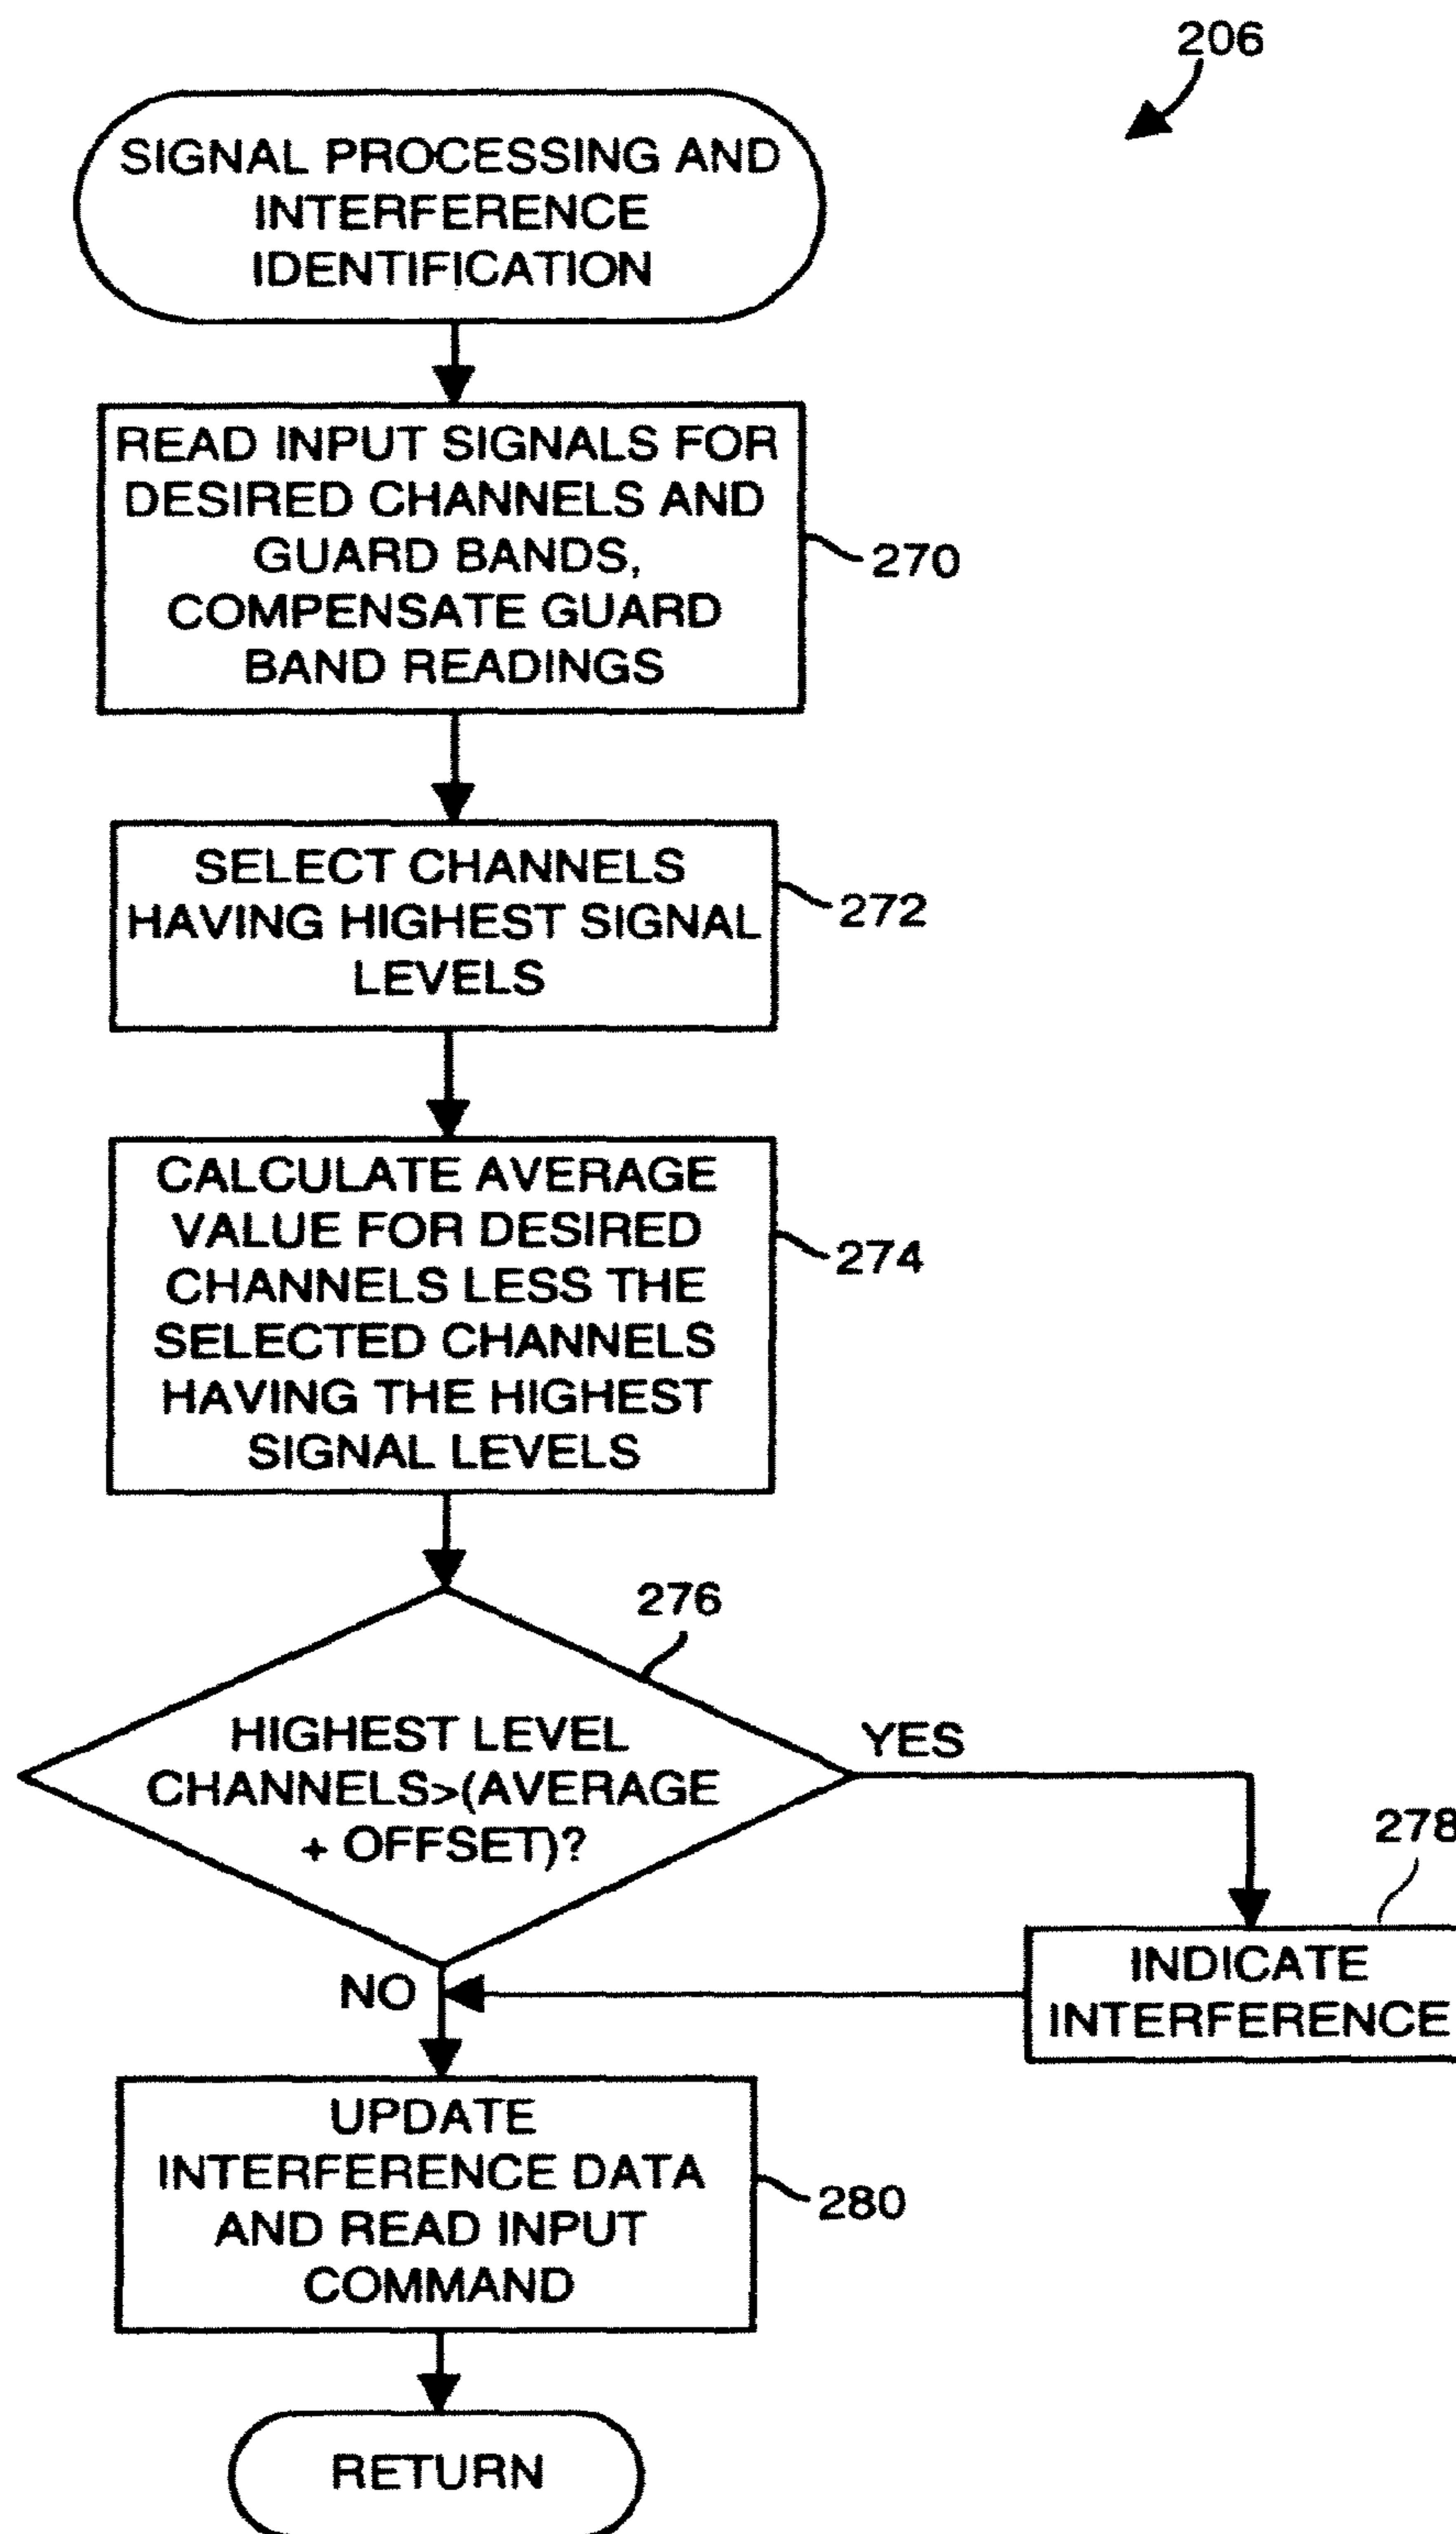 206
SIGNAL PROCESSING AND
INTERFERENCE
IDENTIFICATION
READ INPUT SIGNALS FOR
DESIRED CHANNELS AND
GUARD BANDS,
COMPENSATE GUARD
BAND READINGS
270
SELECT CHANNELS
HAVING HIGHEST SIGNAL
LEVELS
272
CALCULATE AVERAGE
VALUE FOR DESIRED
CHANNELS LESS THE
SELECTED CHANNELS
HAVING THE HIGHEST
SIGNAL LEVELS
274
276
HIGHEST LEVEL
CHANNELS>(AVERAGE
+ OFFSET)?
YES
278
INDICATE
INTERFERENCE
NO
UPDATE
INTERFERENCE DATA
AND READ INPUT
COMMAND
280
RETURN